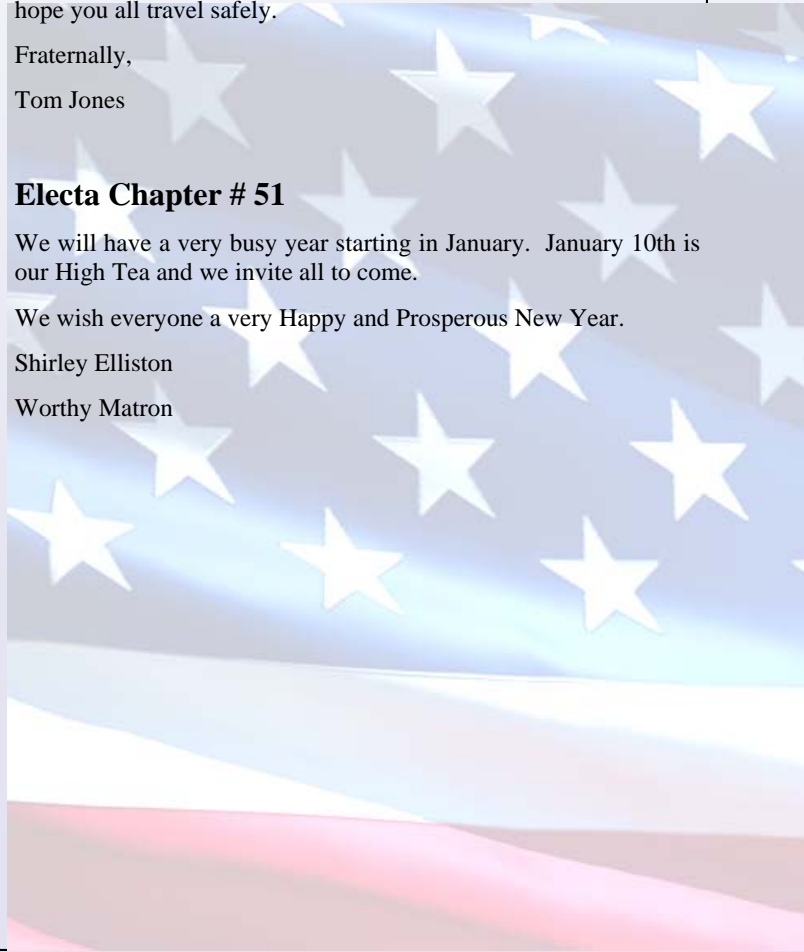 hope you all travel safely.
Fraternally,
Tom Jones
Electa Chapter # 51
We will have a very busy year starting in January. January 10th is
our High Tea and we invite all to come.
We wish everyone a very Happy and Prosperous New Year.
Shirley Elliston
Worthy Matron